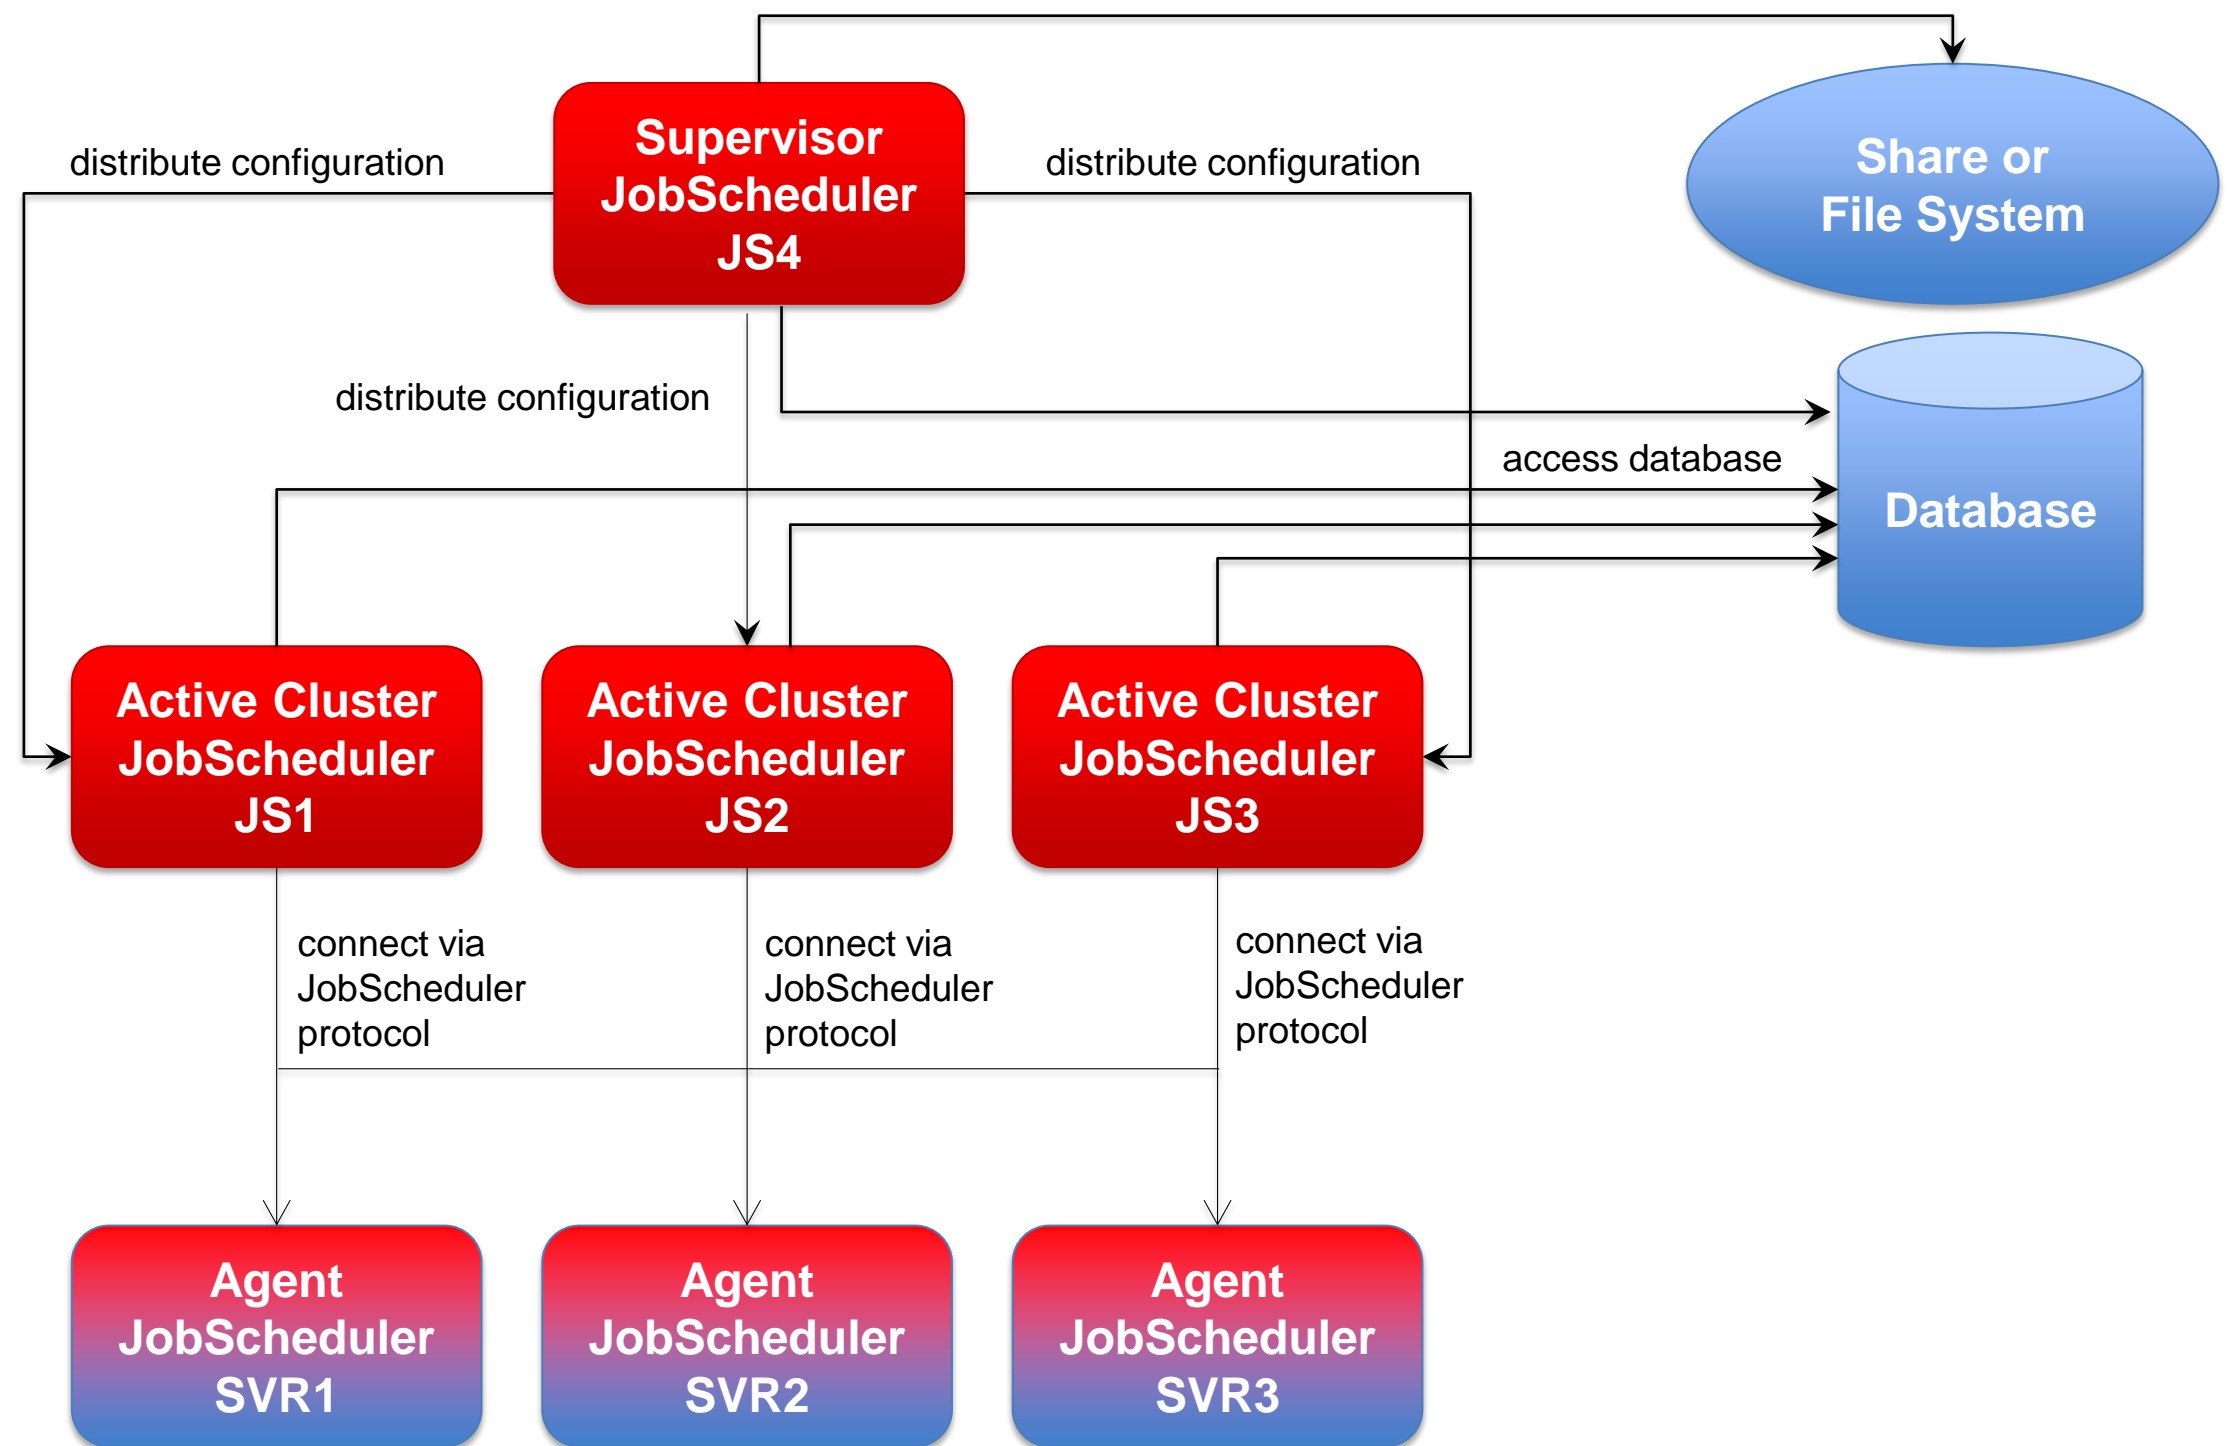 Supervisor
JobScheduler
JS4
Share or
File System
distribute configuration
distribute configuration
distribute configuration
access database
Database
Active Cluster
JobScheduler
JS1
Active Cluster
JobScheduler
JS2
Active Cluster
JobScheduler
JS3
connect via
JobScheduler
protocol
connect via
JobScheduler
protocol
connect via
JobScheduler
protocol
Agent
JobScheduler
SVR1
Agent
JobScheduler
SVR2
Agent
JobScheduler
SVR3